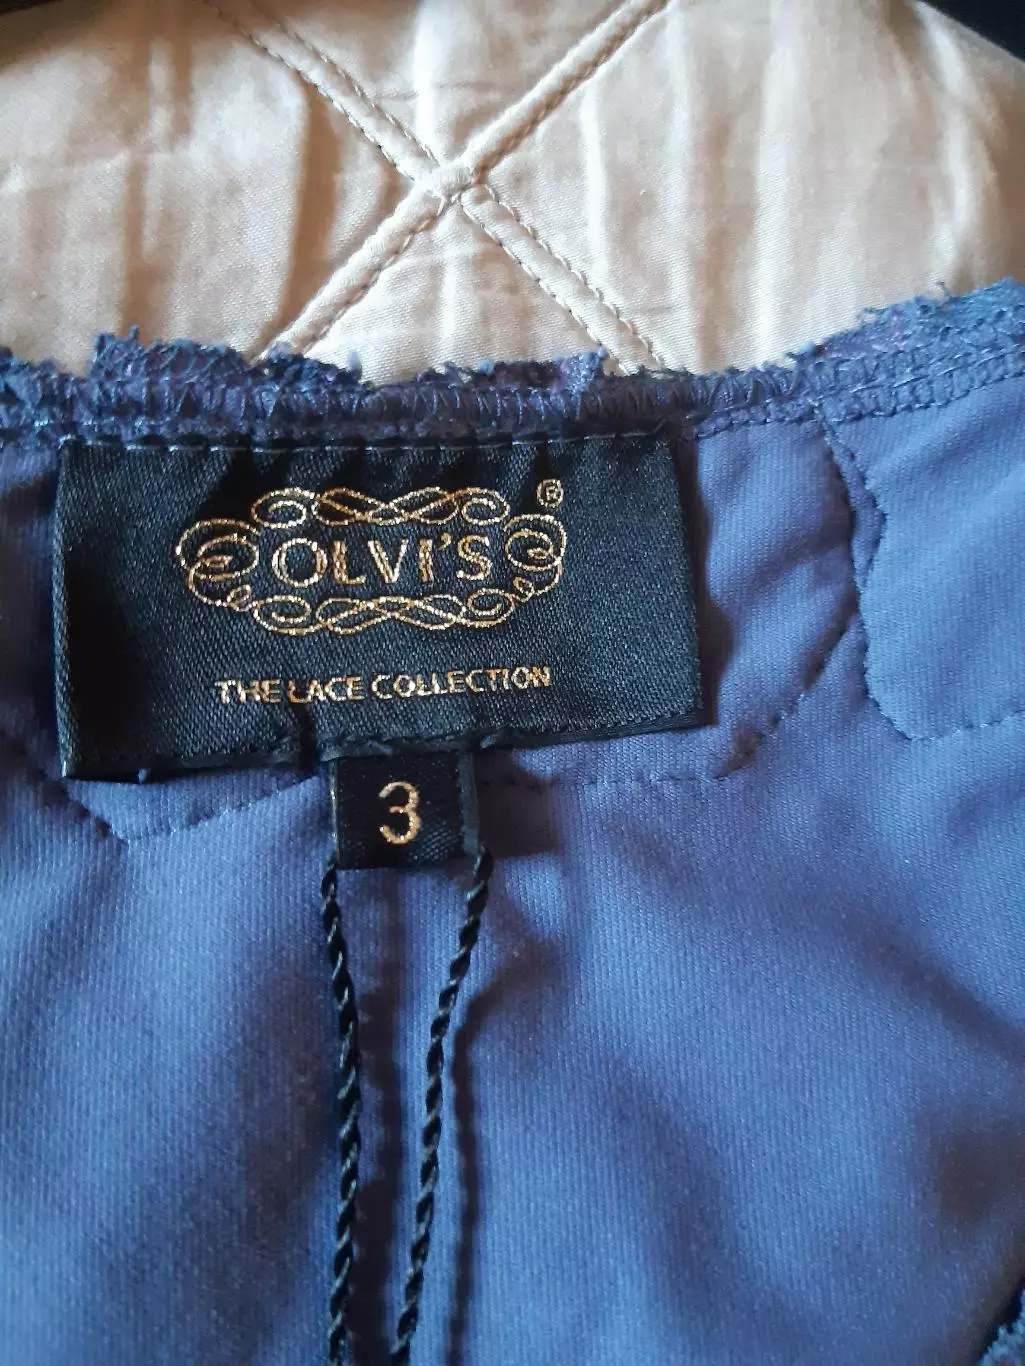 OLVI'S ®
THE LACE COLLECTION
3